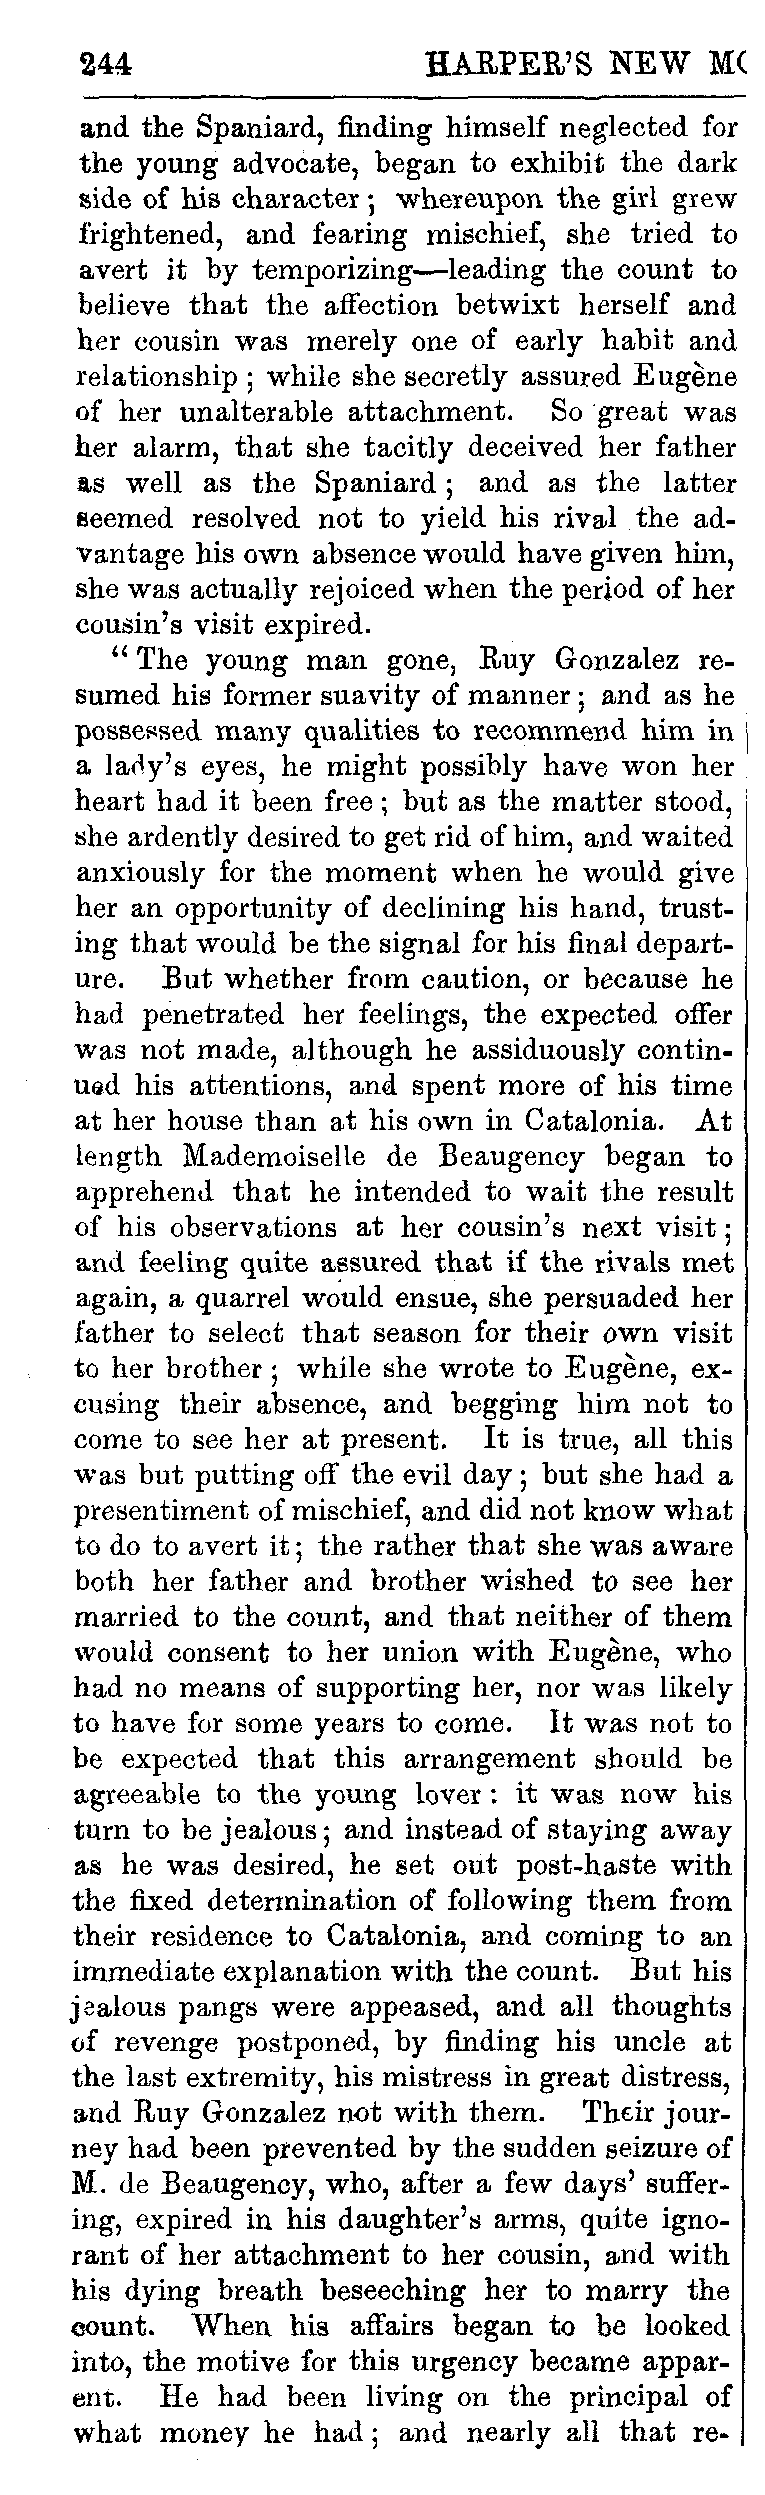 244 HARPER'S NEW MO
and the Spaniard, finding himself neglected for
the young advocate, began to exhibit the dark
side of his character; whereupon the girl grew
frightened, and fearing mischief, she tried to
avert it by temporizing—leading the count to
believe that the affection betwixt herself and
her cousin was merely one of early habit and
relationship; while she secretly assured Eugène
of her unalterable attachment. So great was
her alarm, that she tacitly deceived her father
as well as the Spaniard; and as the latter
seemed resolved not to yield his rival the ad-
vantage his own absence would have given him,
she was actually rejoiced when the period of her
cousin's visit expired.
"The young man gone, Ruy Gonzalez re-
sumed his former suavity of manner; and as he
possessed many qualities to recommend him in
a lady's eyes, he might possibly have won her
heart had it been free; but as the matter stood,
she ardently desired to get rid of him, and waited
anxiously for the moment when he would give
her an opportunity of declining his hand, trust-
ing that would be the signal for his final depart-
ure. But whether from caution, or because he
had penetrated her feelings, the expected offer
was not made, although he assiduously contin-
ued his attentions, and spent more of his time
at her house than at his own in Catalonia. At
length Mademoiselle de Beaugency began to
apprehend that he intended to wait the result
of his observations at her cousin's next visit;
and feeling quite assured that if the rivals met
again, a quarrel would ensue, she persuaded her
father to select that season for their own visit
to her brother; while she wrote to Eugène, ex-
cusing their absence, and begging him not to
come to see her at present. It is true, all this
was but putting off the evil day; but she had a
presentiment of mischief, and did not know what
to do to avert it; the rather that she was aware
both her father and brother wished to see her
married to the count, and that neither of them
would consent to her union with Eugène, who
had no means of supporting her, nor was likely
to have for some years to come. It was not to
be expected that this arrangement should be
agreeable to the young lover: it was now his
turn to be jealous; and instead of staying away
as he was desired, he set out post-haste with
the fixed determination of following them from
their residence to Catalonia, and coming to an
immediate explanation with the count. But his
jealous pangs were appeased, and all thoughts
of revenge postponed, by finding his uncle at
the last extremity, his mistress in great distress,
and Ruy Gonzalez not with them. Their jour-
ney had been prevented by the sudden seizure of
M. de Beaugency, who, after a few days' suffer-
ing, expired in his daughter's arms, quite igno-
rant of her attachment to her cousin, and with
his dying breath beseeching her to marry the
count. When his affairs began to be looked
into, the motive for this urgency became appar-
ent. He had been living on the principal of
what money he had; and nearly all that re-